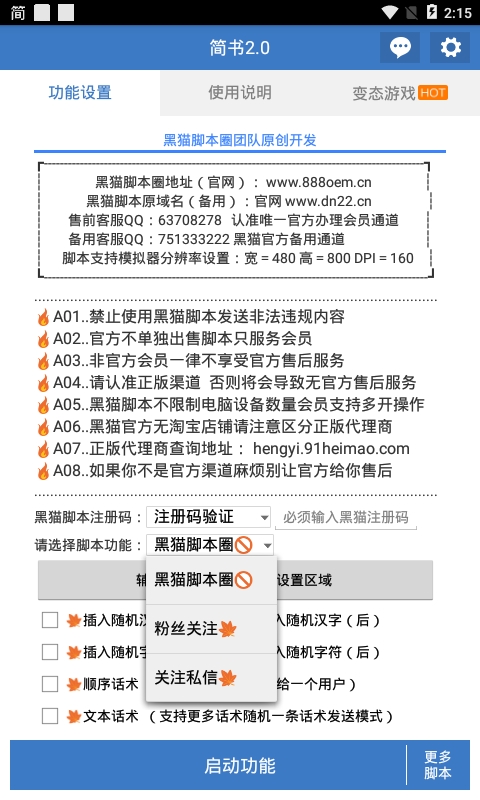 简 2:15
简书2.0
功能设置 使用说明 变态游戏 HOT
黑猫脚本圈团队原创开发
黑猫脚本圈地址（官网）：www.888oem.cn
黑猫脚本原域名（备用）：官网 www.dn22.cn
售前客服QQ：63708278 认准唯一官方办理会员通道
备用客服QQ：751333222 黑猫官方备用通道
脚本支持模拟器分辨率设置：宽 = 480 高 = 800 DPI = 160
A01..禁止使用黑猫脚本发送非法违规内容
A02..官方不单独出售脚本只服务会员
A03..非官方会员一律不享受官方售后服务
A04..请认准正版渠道 否则将会导致无官方售后服务
A05..黑猫脚本不限制电脑设备数量会员支持多开操作
A06..黑猫官方无淘宝店铺请注意区分正版代理商
A07..正版代理商查询地址： hengyi.91heimao.com
A08..如果你不是官方渠道麻烦别让官方给你售后
黑猫脚本注册码： 注册码验证 必须输入黑猫注册码
请选择脚本功能： 黑猫脚本圈
黑猫脚本圈 设置区域
插入随机 入随机汉字（后）
粉丝关注
插入随机 入随机字符（后）
关注私信
顺序话术 给一个用户）
文本话术 （支持更多话术随机一条话术发送模式）
启动功能 更多
脚本